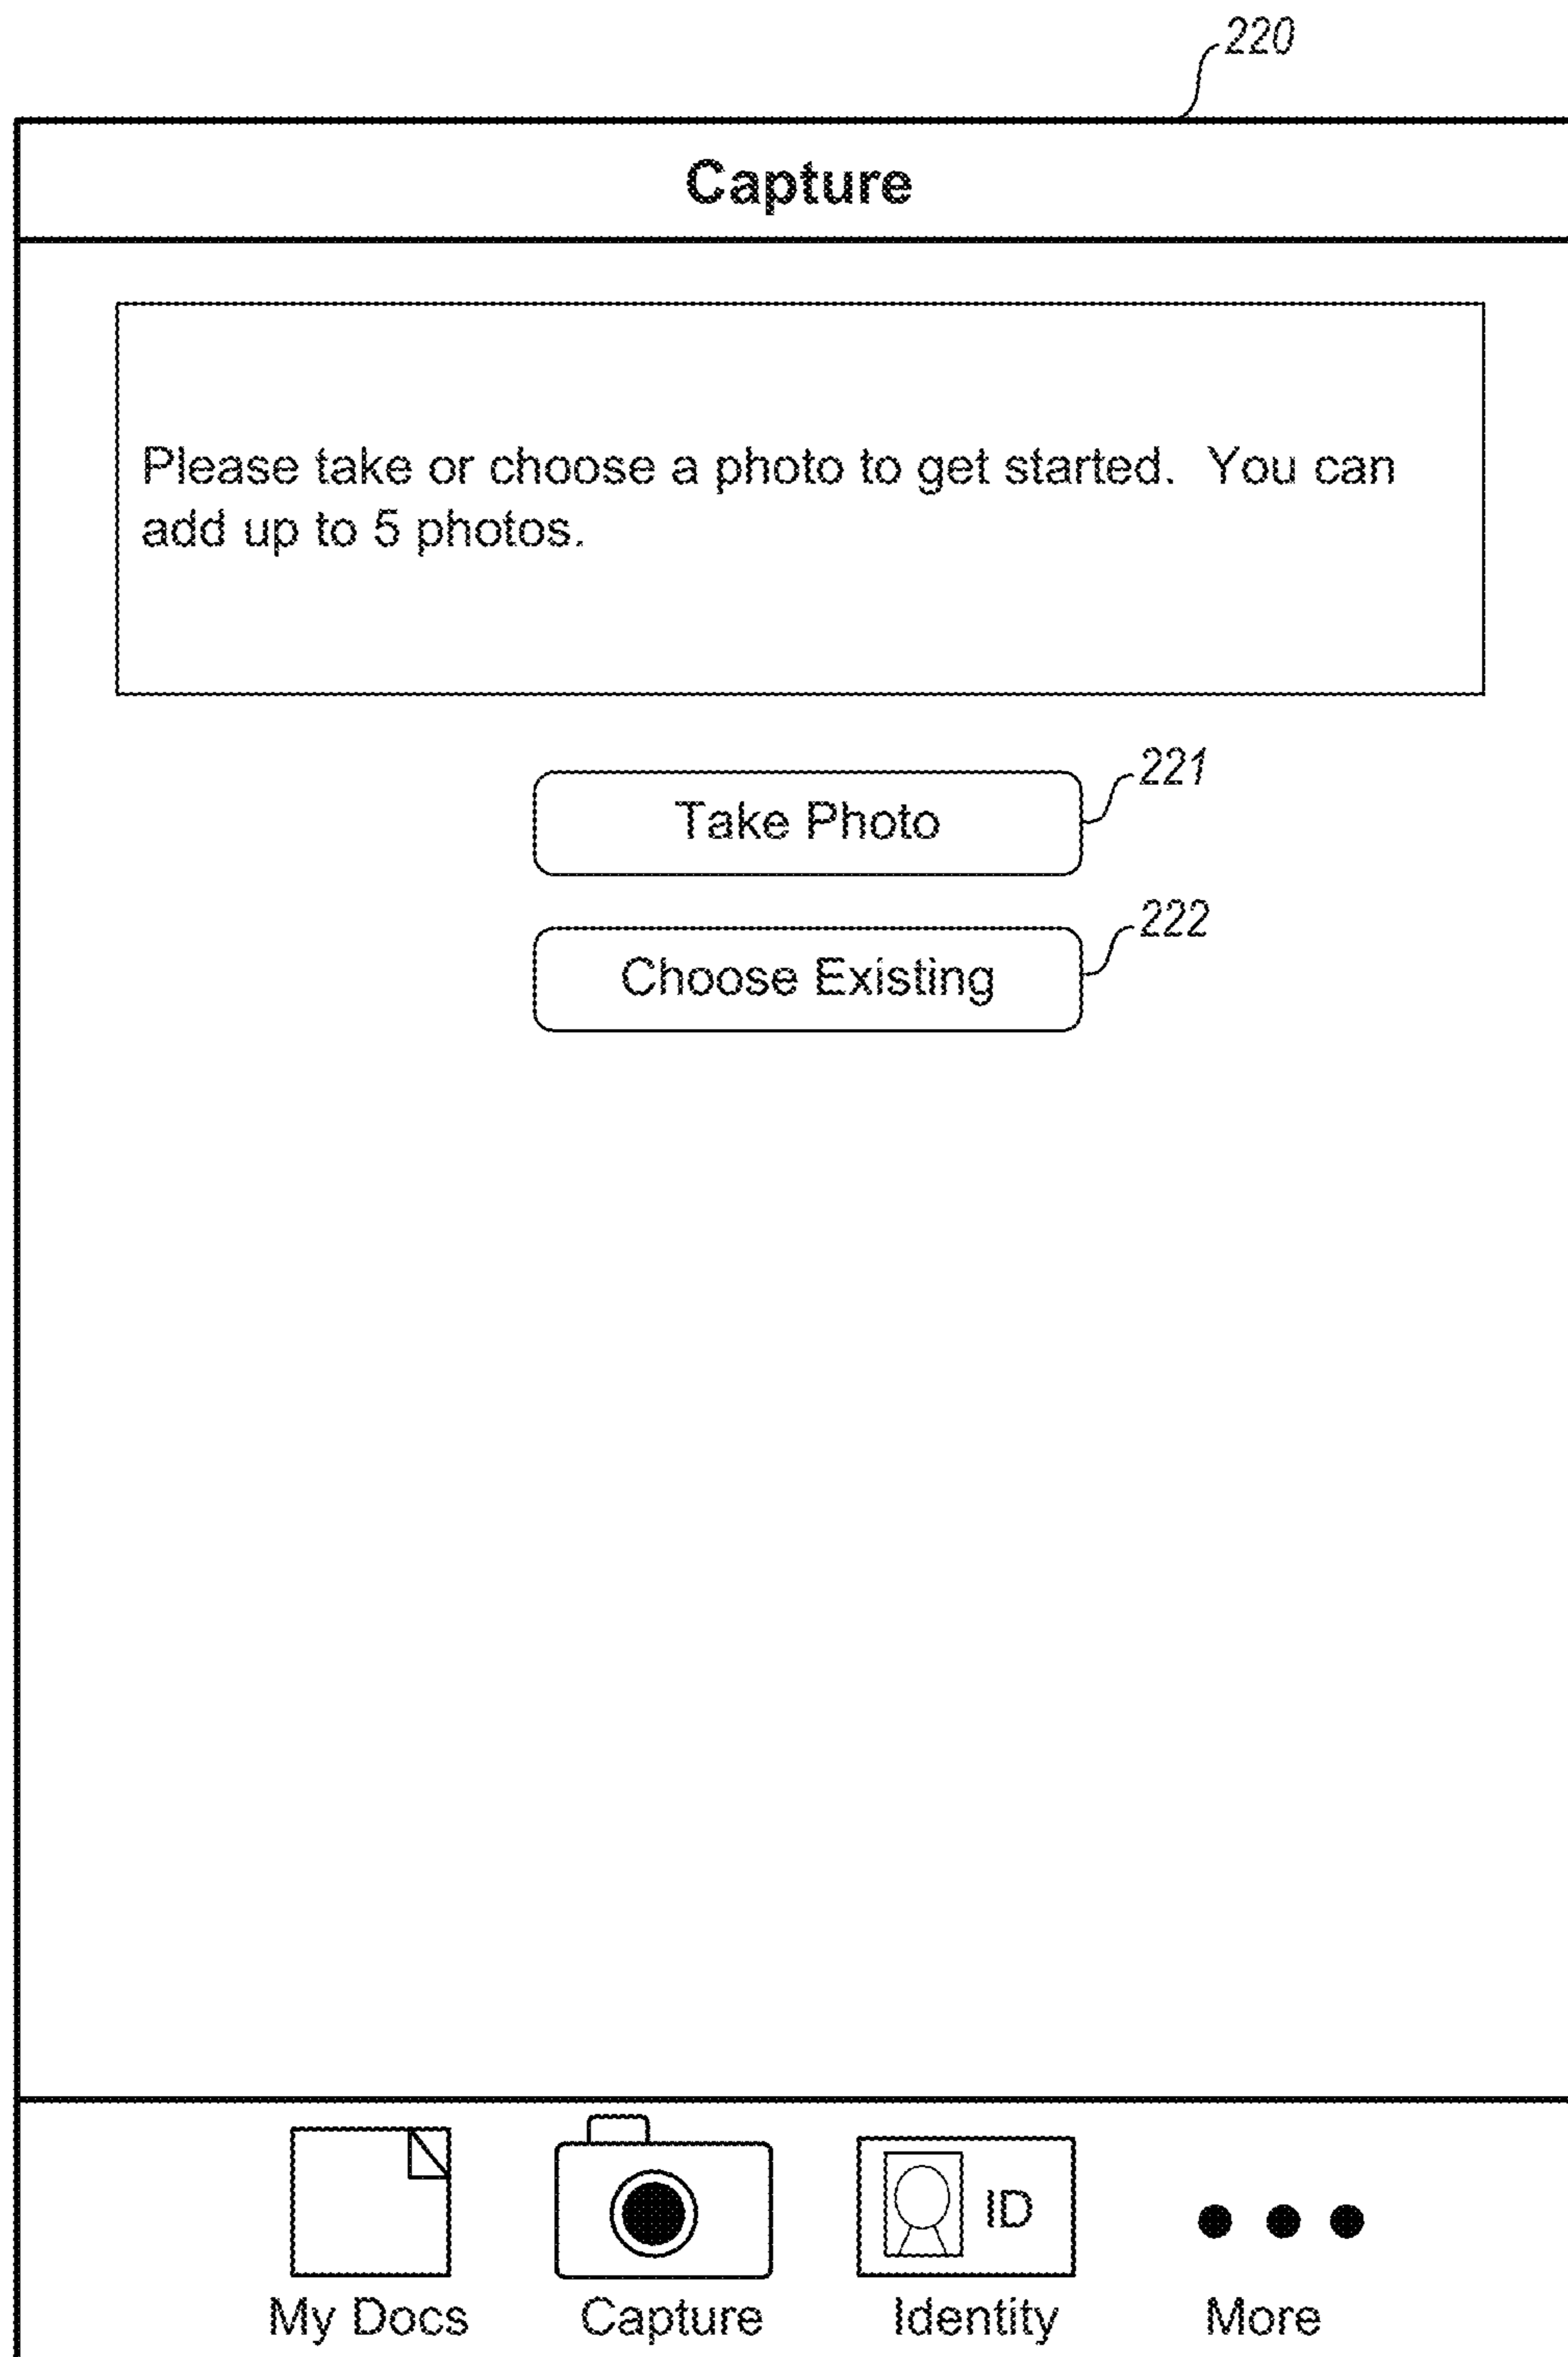 220
Capture
Please take or choose a photo to get started.  You can
add up to 5 photos.
Take Photo
221
Choose Existing
222
ID
My Docs
Capture
Identity
More